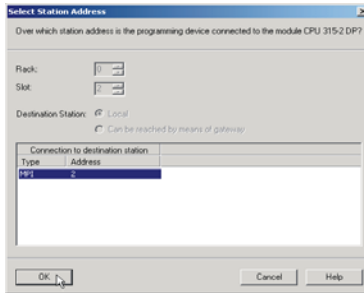 Select Station Address
Over which station address is the programming device connected to the module CPU 315-2 DP?
Rack: 0
Slot: 2
Destination Station: Local
Can be reached by means of gateway
Connection to destination station
Type Address
MPI 2
OK Cancel Help